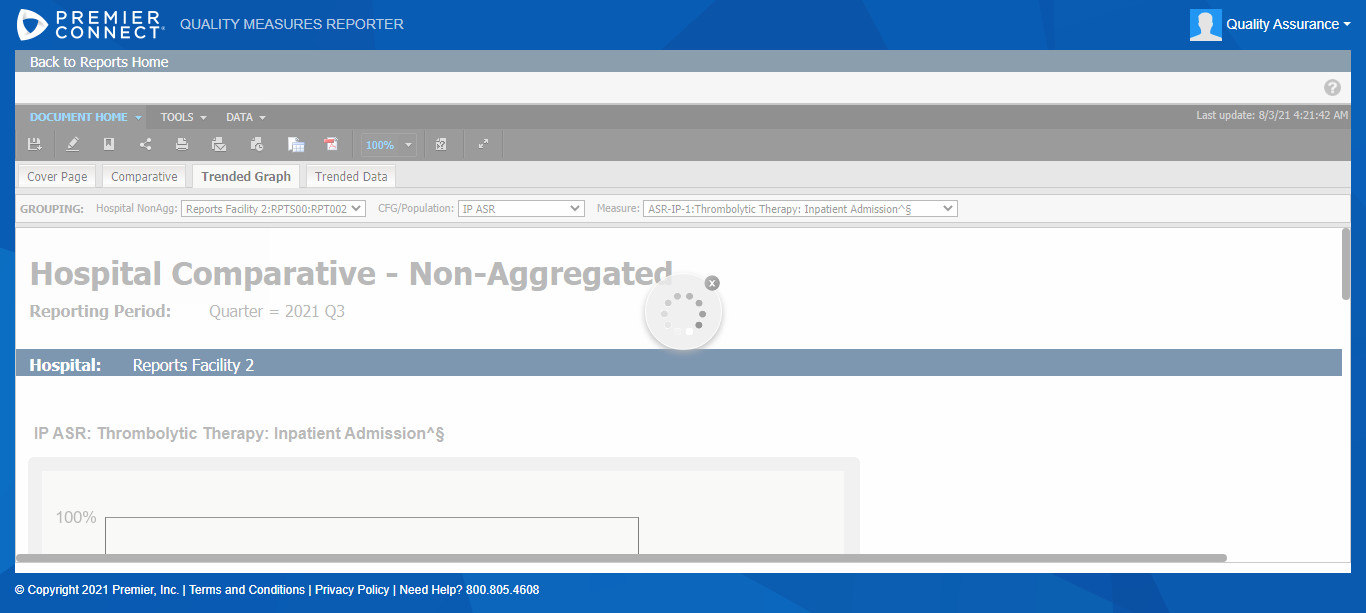 PREMIER CONNECT® QUALITY MEASURES REPORTER Quality Assurance
Back to Reports Home
?
DOCUMENT HOME TOOLS DATA Last update: 8/3/21 4:21:42 AM
100%
Cover Page Comparative Trended Graph Trended Data
GROUPING: Hospital NonAgg: Reports Facility 2:RPTS00:RPT002 CFG/Population: IP ASR Measure: ASR-IP-1:Thrombolytic Therapy: Inpatient Admission^§
Hospital Comparative - Non-Aggregated
x
Reporting Period: Quarter = 2021 Q3
Hospital: Reports Facility 2
IP ASR: Thrombolytic Therapy: Inpatient Admission^§
100%
© Copyright 2021 Premier, Inc. | Terms and Conditions | Privacy Policy | Need Help? 800.805.4608